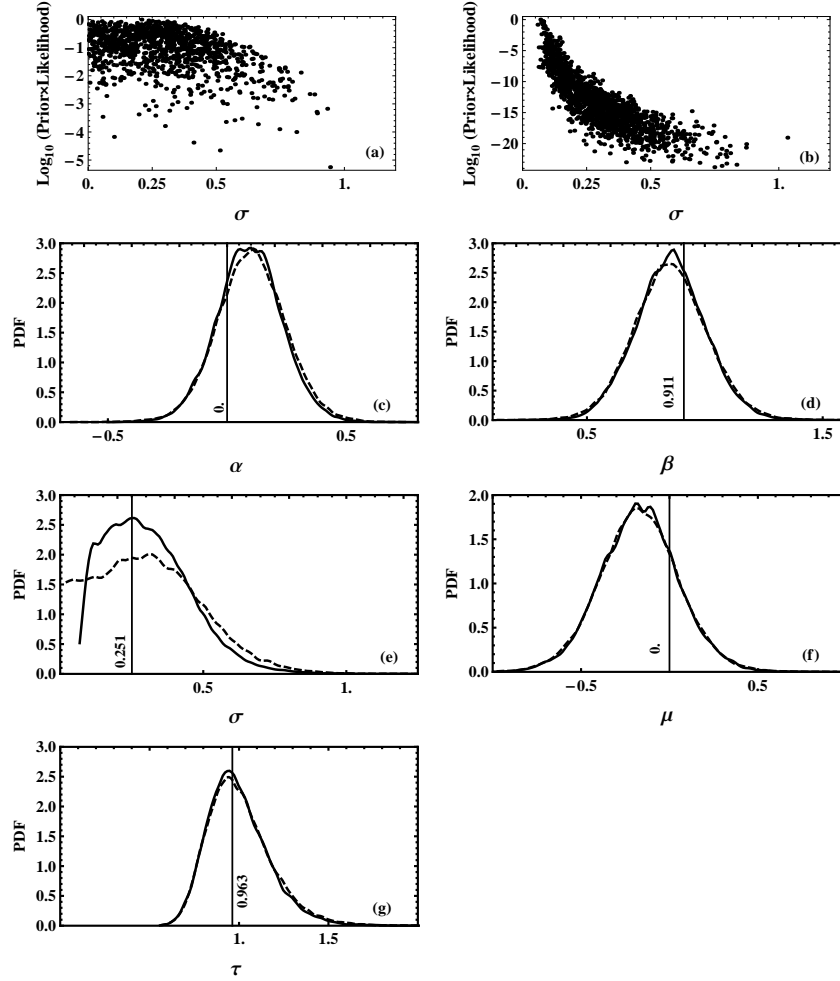 0
−1
−2
−3
−4
−5
Log10 (Prior×Likelihood)
(a)
0. 0.25 0.5 1.
σ
0
−5
−10
−15
−20
Log10 (Prior×Likelihood)
(b)
0. 0.25 0.5 1.
σ
3.0
2.5
2.0
1.5
1.0
0.5
0.0
PDF
0.
(c)
−0.5 0.5
α
3.0
2.5
2.0
1.5
1.0
0.5
0.0
PDF
0.911
(d)
0.5 1.5
β
3.0
2.5
2.0
1.5
1.0
0.5
0.0
PDF
0.251
(e)
0.5 1.
σ
2.0
1.5
1.0
0.5
0.0
PDF
0.
(f)
−0.5 0.5
μ
3.0
2.5
2.0
1.5
1.0
0.5
0.0
PDF
0.963
(g)
1. 1.5
τ